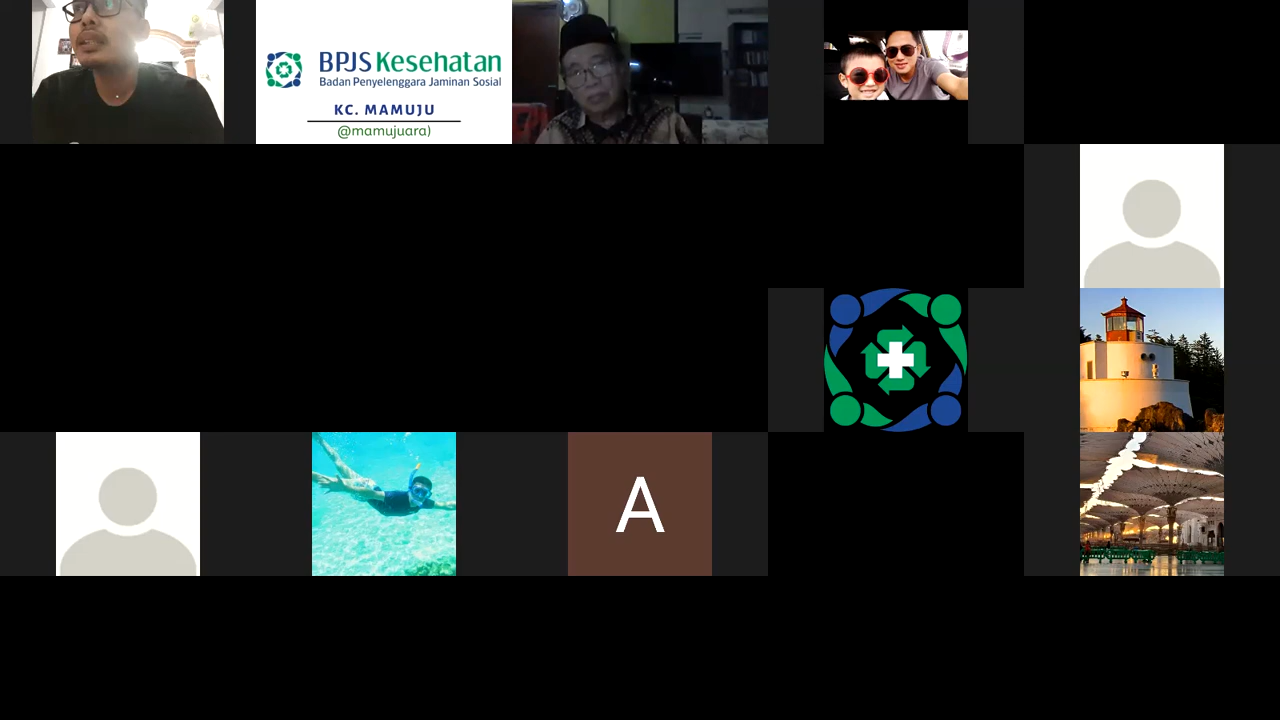 BPJS Kesehatan
Badan Penyelenggara Jaminan Sosial
KC. MAMUJU
@mamujuara)
A